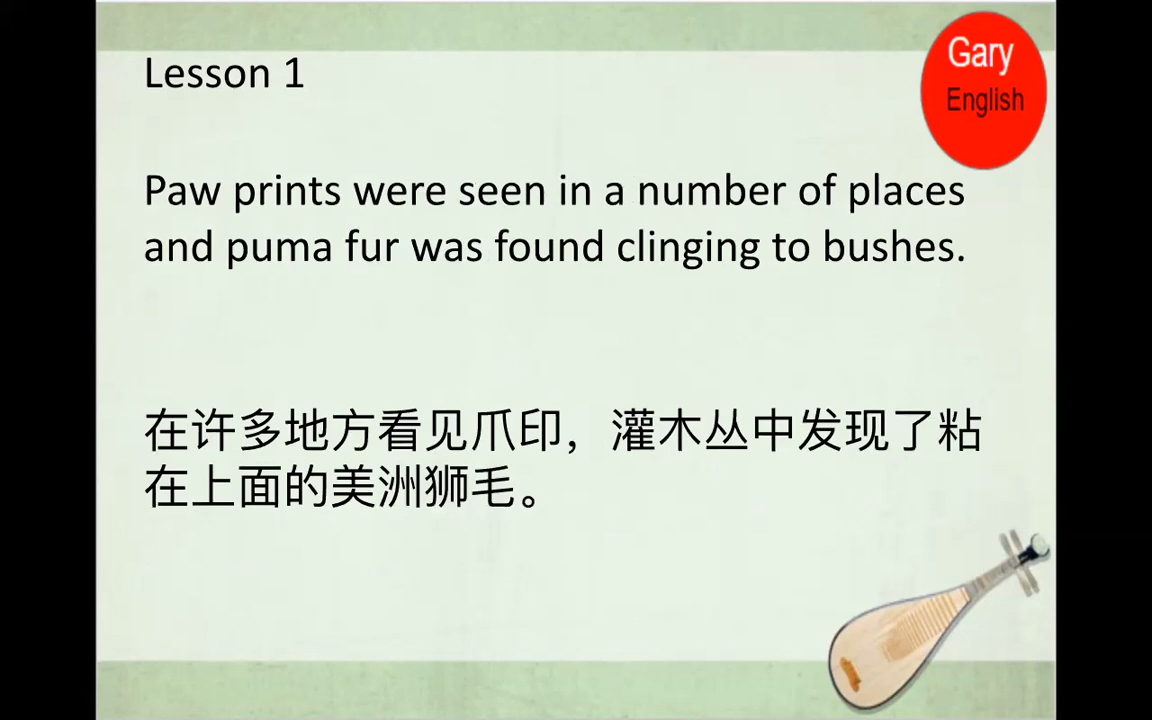 Lesson 1
Gary
English
Paw prints were seen in a number of places
and puma fur was found clinging to bushes.
在许多地方看见爪印，灌木丛中发现了粘
在上面的美洲狮毛。